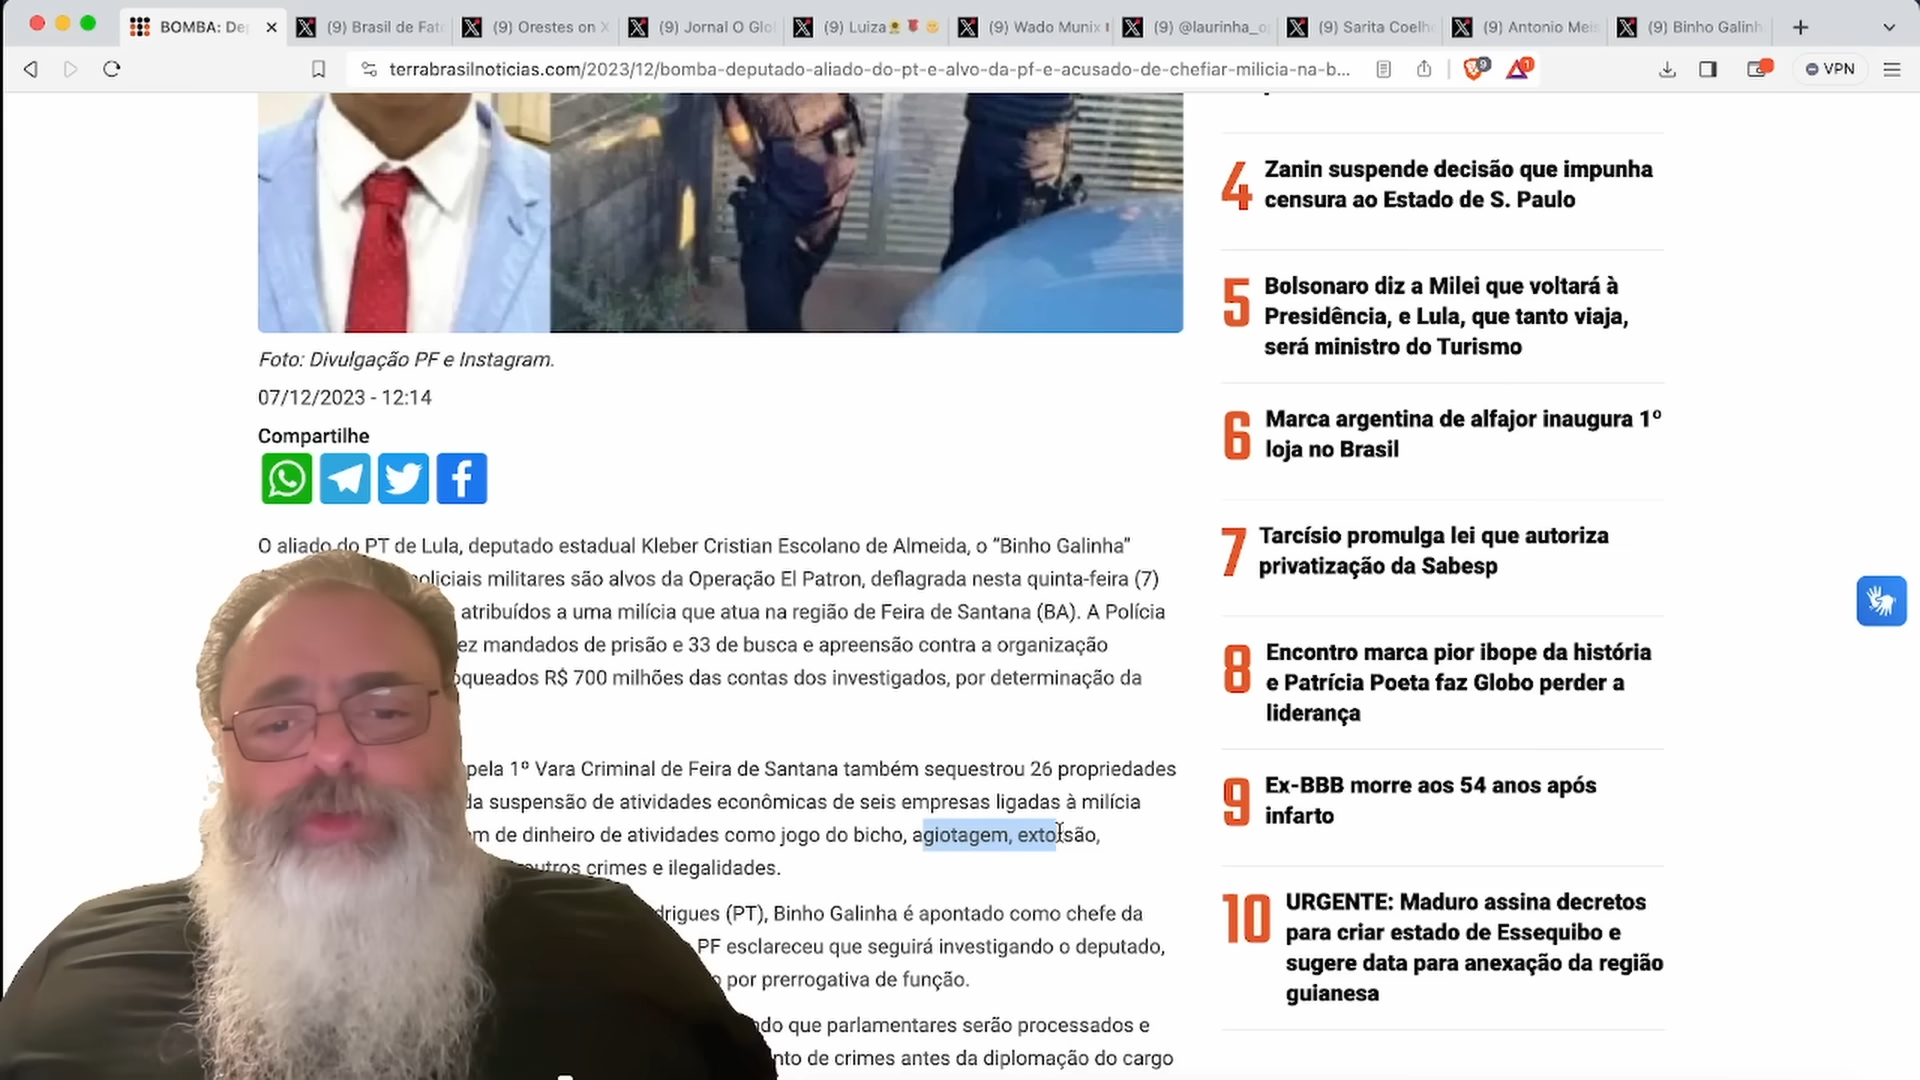 BOMBA: De
(9) Brasil de Fat
(9) Orestes on X
(9) Jornal O Glo
(9) Luiza
(9) Wado Munix
(9) @laurinha_o
(9) Sarita Coelh
(9) Antonio Mei
(9) Binho Galinh
terrabrasilnoticias.com/2023/12/bomba-deputado-aliado-do-pt-e-alvo-da-pf-e-acusado-de-chefiar-milicia-na-b...
VPN
Foto: Divulgação PF e Instagram.
07/12/2023 - 12:14
Compartilhe
O aliado do PT de Lula, deputado estadual Kleber Cristian Escolano de Almeida, o “Binho Galinha”
policiais militares são alvos da Operação El Patron, deflagrada nesta quinta-feira (7)
atribuídos a uma milícia que atua na região de Feira de Santana (BA). A Polícia
ez mandados de prisão e 33 de busca e apreensão contra a organização
oqueados R$ 700 milhões das contas dos investigados, por determinação da
pela 1º Vara Criminal de Feira de Santana também sequestrou 26 propriedades
da suspensão de atividades econômicas de seis empresas ligadas à milícia
m de dinheiro de atividades como jogo do bicho, agiotagem, extorsão,
outros crimes e ilegalidades.
drigues (PT), Binho Galinha é apontado como chefe da
PF esclareceu que seguirá investigando o deputado,
o por prerrogativa de função.
ndo que parlamentares serão processados e
nto de crimes antes da diplomação do cargo
4 Zanin suspende decisão que impunha
censura ao Estado de S. Paulo
5 Bolsonaro diz a Milei que voltará à
Presidência, e Lula, que tanto viaja,
será ministro do Turismo
6 Marca argentina de alfajor inaugura 1º
loja no Brasil
7 Tarcísio promulga lei que autoriza
privatização da Sabesp
8 Encontro marca pior ibope da história
e Patrícia Poeta faz Globo perder a
liderança
9 Ex-BBB morre aos 54 anos após
infarto
10 URGENTE: Maduro assina decretos
para criar estado de Essequibo e
sugere data para anexação da região
guianesa